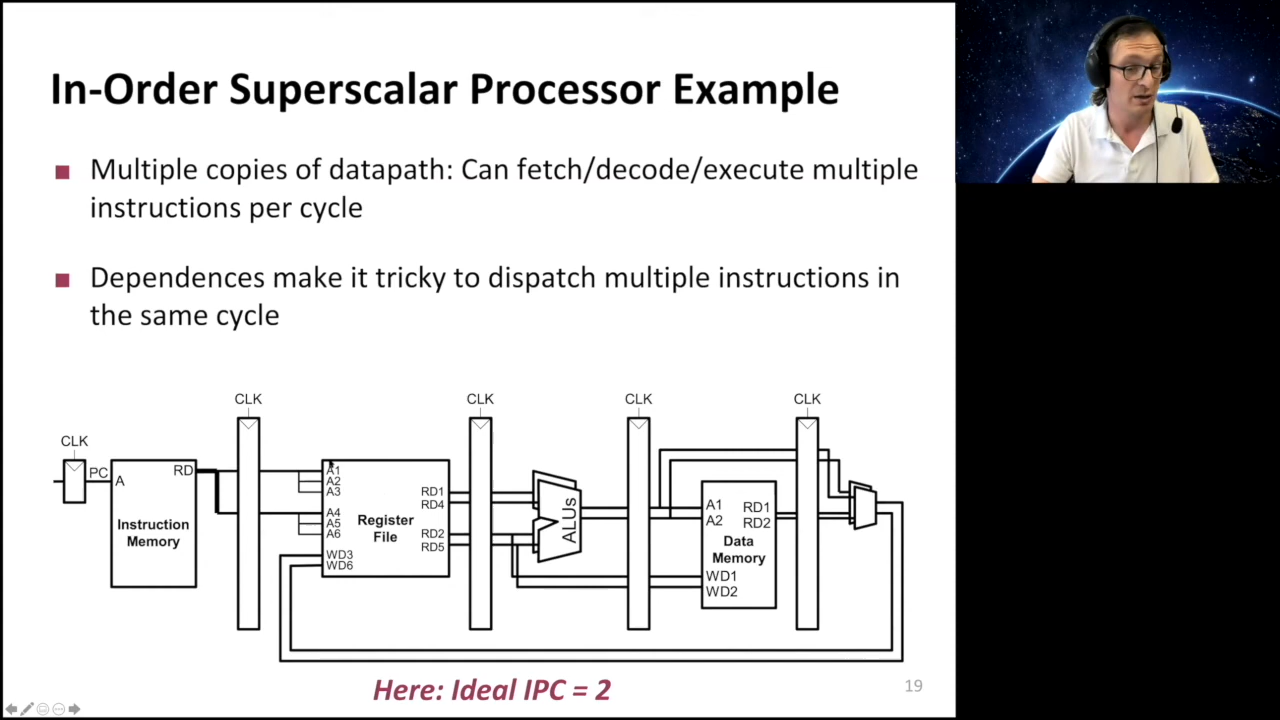 In-Order Superscalar Processor Example
Multiple copies of datapath: Can fetch/decode/execute multiple
instructions per cycle
Dependences make it tricky to dispatch multiple instructions in
the same cycle
CLK
CLK
CLK
CLK
CLK
PC
A
RD
Instruction
Memory
A1
A2
A3
A4
A5
A6
WD3
WD6
Register
File
RD1
RD4
RD2
RD5
ALUs
A1
A2
RD1
RD2
Data
Memory
WD1
WD2
Here: Ideal IPC = 2
19